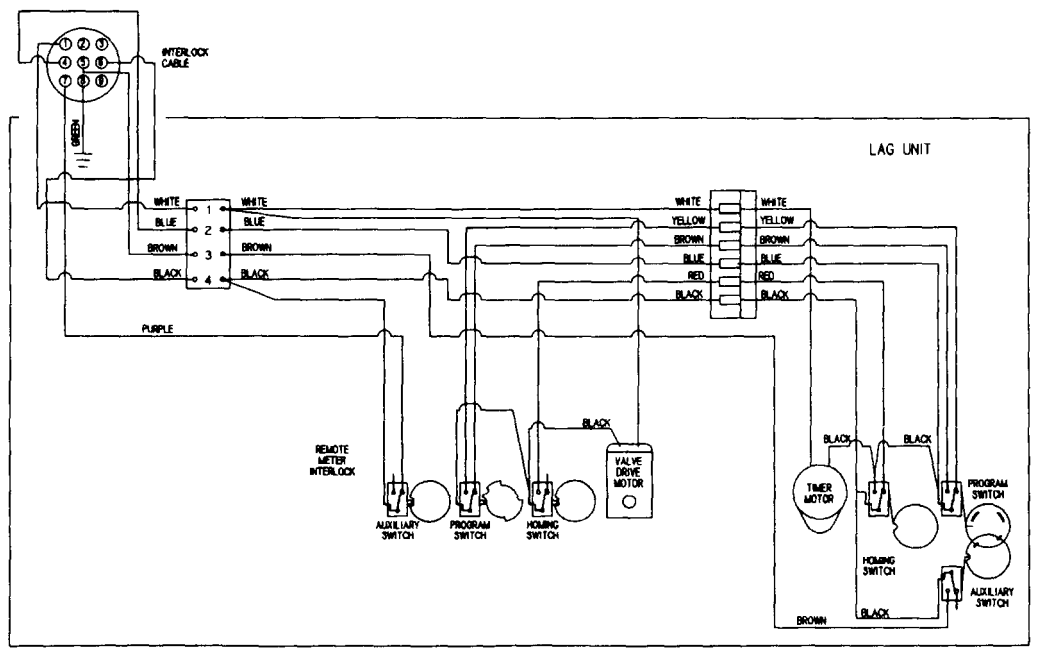 1 2 3
4 5 6
7 8 9
INTERLOCK
CABLE
GREEN
LAG UNIT
WHITE
BLUE
BROWN
BLACK
1
2
3
4
WHITE
BLUE
BROWN
BLACK
PURPLE
WHITE
YELLOW
BROWN
BLUE
RED
BLACK
WHITE
YELLOW
BROWN
BLUE
RED
BLACK
REMOTE
METER
INTERLOCK
AUXILIARY
SWITCH
PROGRAM
SWITCH
HOMING
SWITCH
BLACK
VALVE
DRIVE
MOTOR
BLACK
BLACK
TIMER
MOTOR
PROGRAM
SWITCH
HOMING
SWITCH
AUXILIARY
SWITCH
BLACK
BROWN